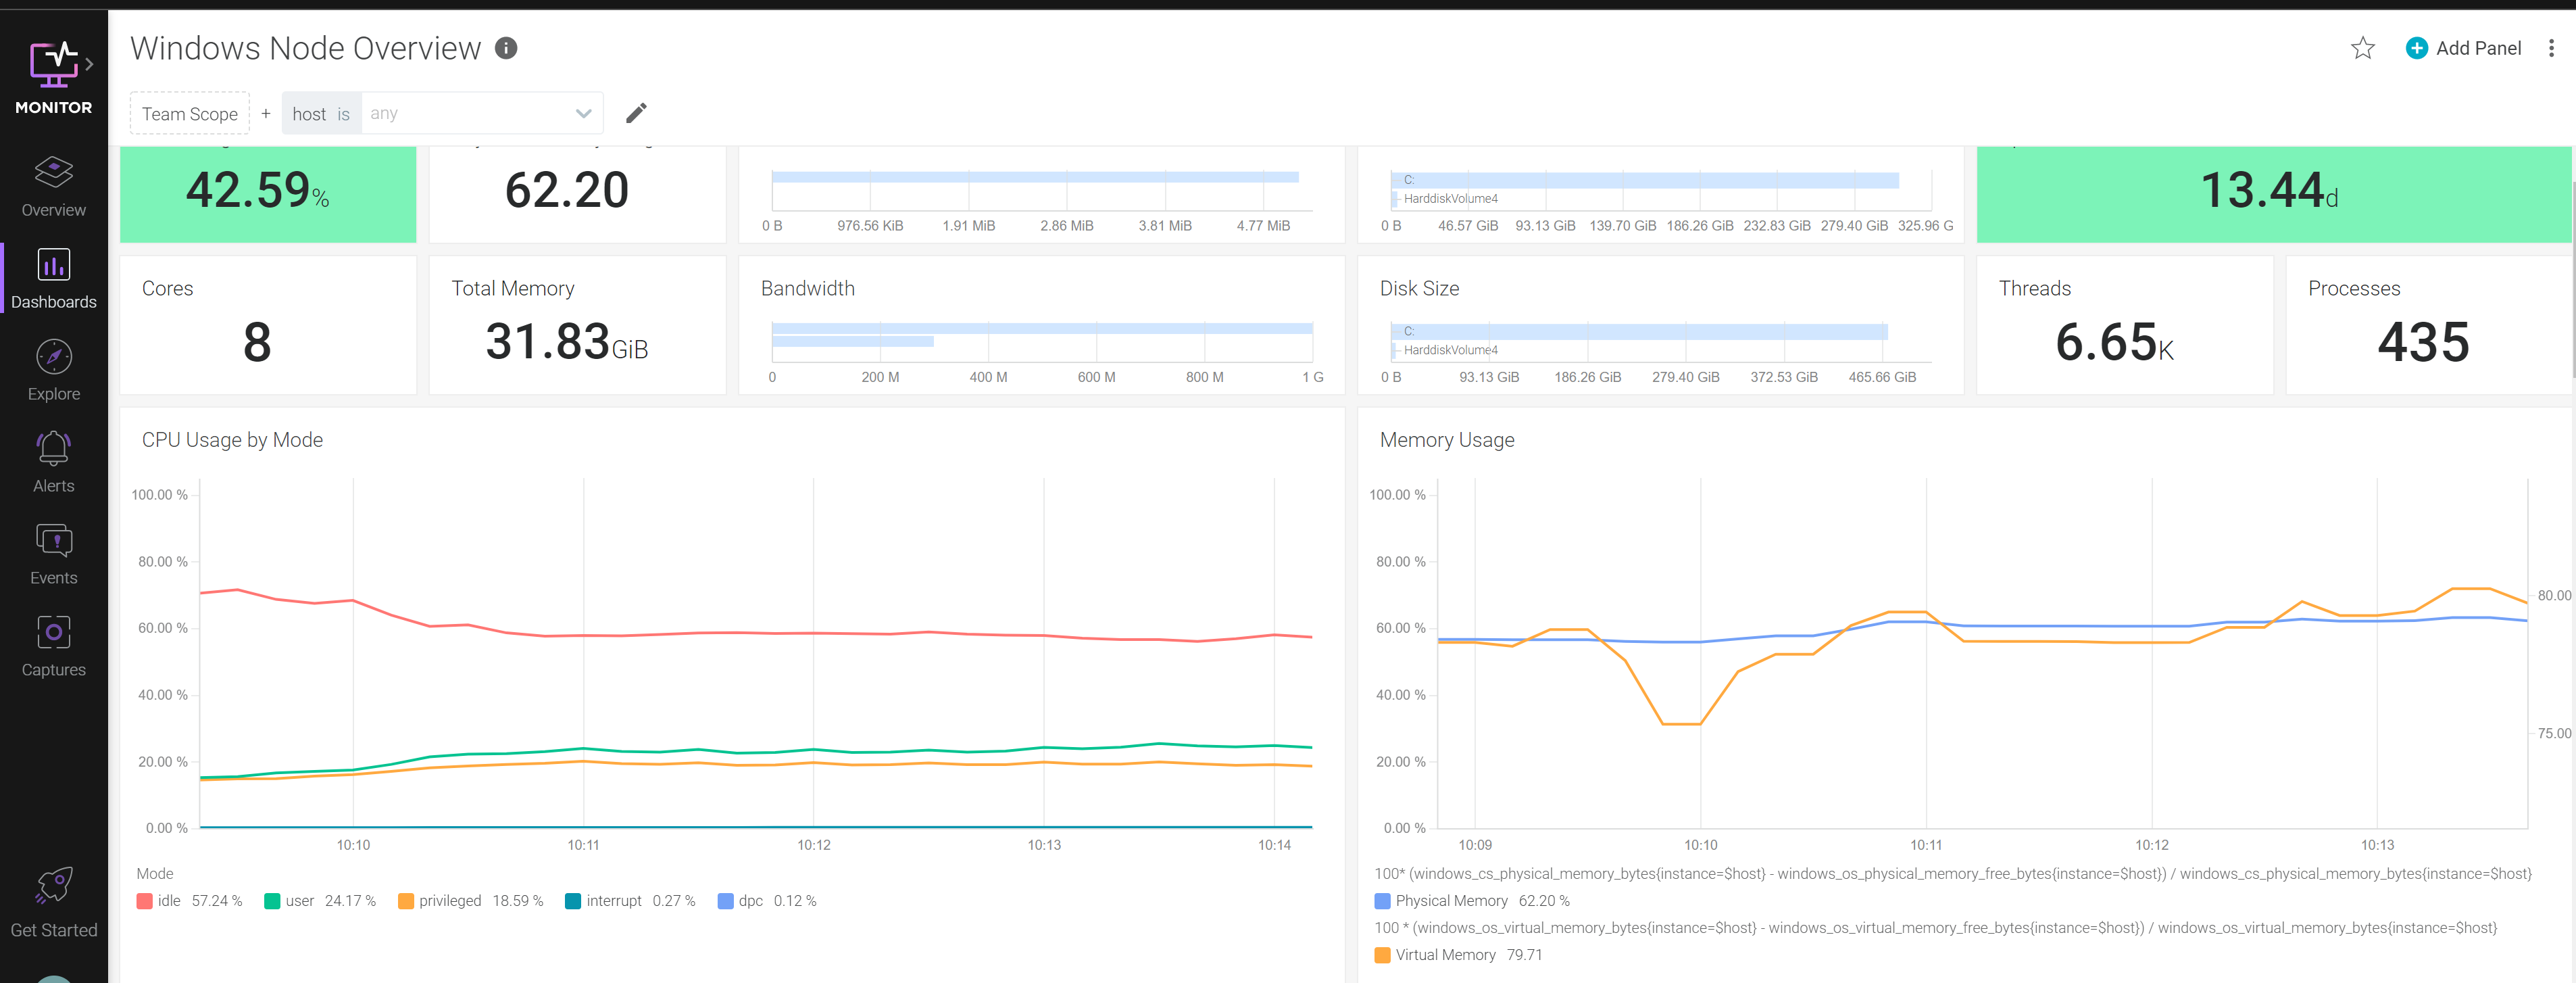 Windows Node Overview
Add Panel
MONITOR
Team Scope + host is any
Overview
Dashboards
Explore
Alerts
Events
Captures
Get Started
42.59%
62.20
0 B 976.56 KiB 1.91 MiB 2.86 MiB 3.81 MiB 4.77 MiB
C:
HarddiskVolume4
0 B 46.57 GiB 93.13 GiB 139.70 GiB 186.26 GiB 232.83 GiB 279.40 GiB 325.96 G
13.44d
Cores
8
Total Memory
31.83GiB
Bandwidth
0 200 M 400 M 600 M 800 M 1 G
Disk Size
C:
HarddiskVolume4
0 B 93.13 GiB 186.26 GiB 279.40 GiB 372.53 GiB 465.66 GiB
Threads
6.65K
Processes
435
CPU Usage by Mode
100.00 %
80.00 %
60.00 %
40.00 %
20.00 %
0.00 %
10:10 10:11 10:12 10:13 10:14
Mode
idle 57.24 % user 24.17 % privileged 18.59 % interrupt 0.27 % dpc 0.12 %
Memory Usage
100.00 %
80.00 %
60.00 %
40.00 %
20.00 %
0.00 %
80.00
75.00
10:09 10:10 10:11 10:12 10:13
100* (windows_cs_physical_memory_bytes{instance=$host} - windows_os_physical_memory_free_bytes{instance=$host}) / windows_cs_physical_memory_bytes{instance=$host}
Physical Memory 62.20 %
100 * (windows_os_virtual_memory_bytes{instance=$host} - windows_os_virtual_memory_free_bytes{instance=$host}) / windows_os_virtual_memory_bytes{instance=$host}
Virtual Memory 79.71